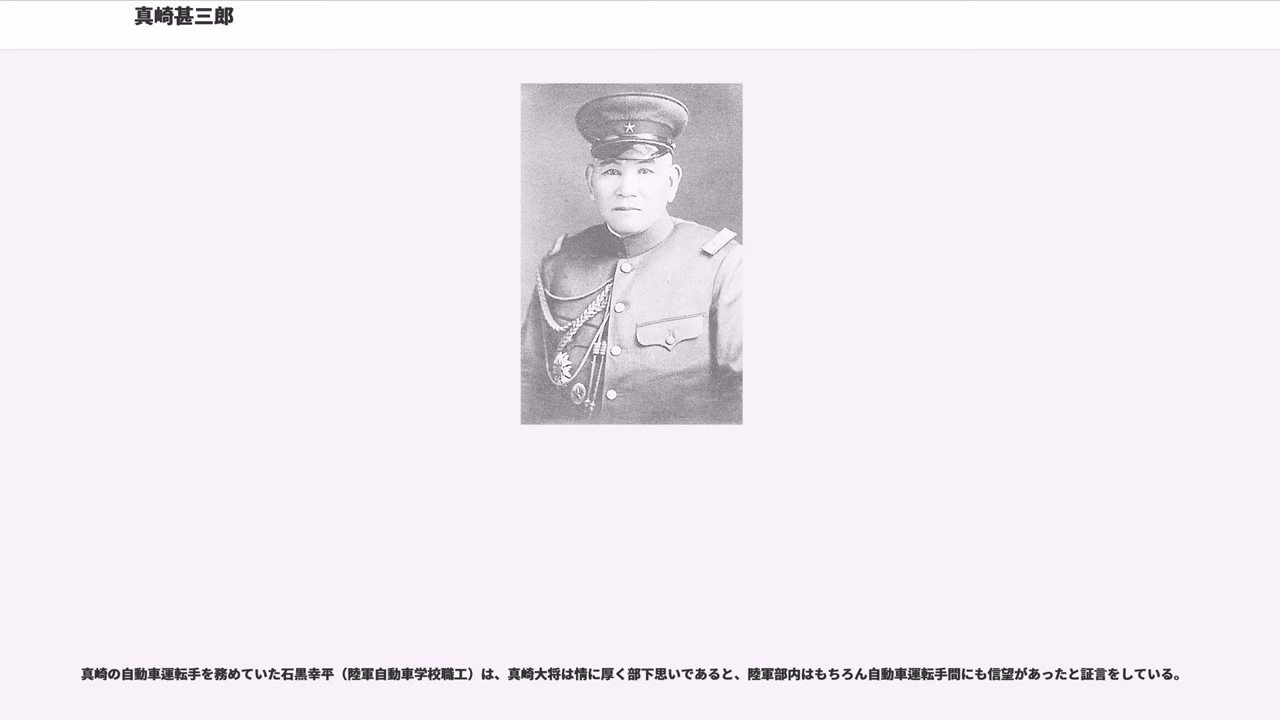 真崎甚三郎
真崎の自動車運転手を務めていた石黒幸平（陸軍自動車学校職工）は、真崎大将は情に厚く部下思いであると、陸軍部内はもちろん自動車運転手間にも信望があったと証言をしている。